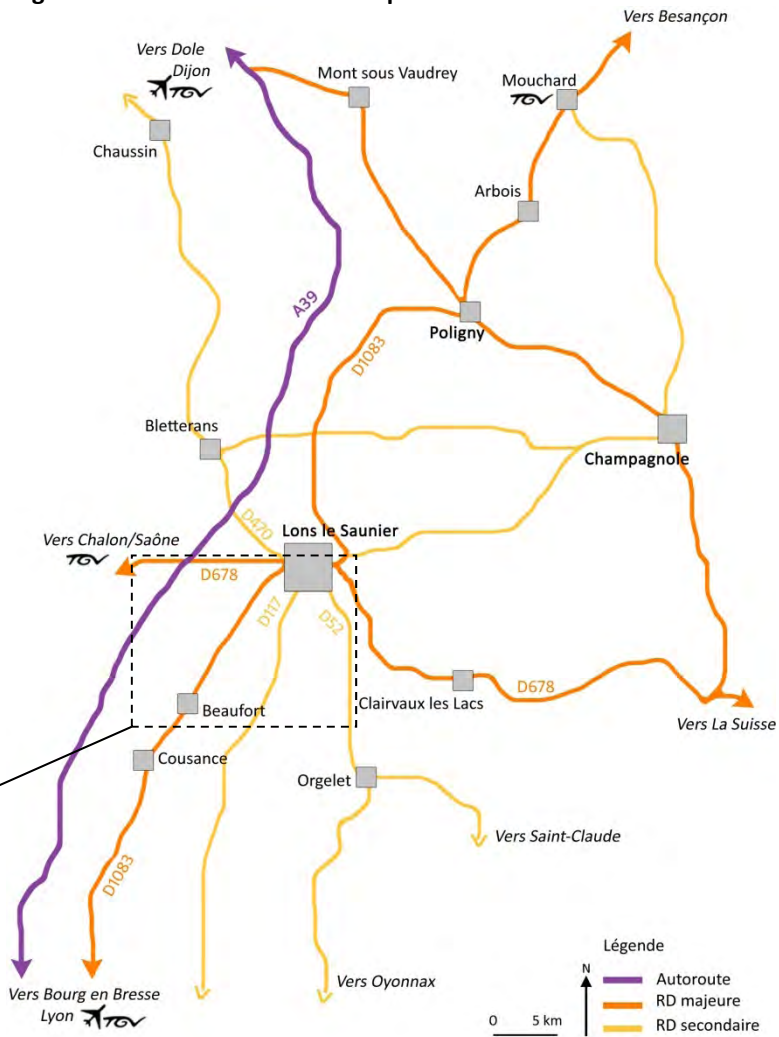 Vers Besançon
Vers Dole
Dijon
TGV
Mont sous Vaudrey
Mouchard
TGV
Chaussin
Arbois
A39
Poligny
D1083
Bletterans
Champagnole
D470
Lons le Saunier
Vers Chalon/Saône
TGV
D678
D117
D52
Beaufort
Clairvaux les Lacs
D678
Vers La Suisse
Cousance
Orgelet
Vers Saint-Claude
D1083
Vers Oyonnax
Vers Bourg en Bresse
Lyon
TGV
Légende
N
Autoroute
RD majeure
RD secondaire
0 5 km